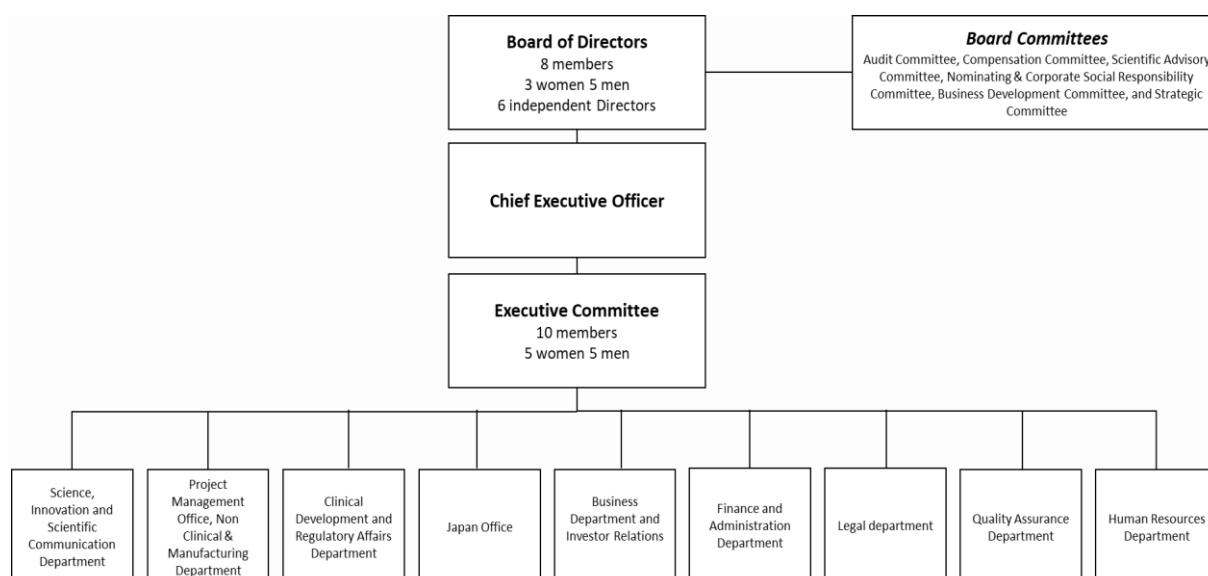 Board of Directors
8 members
3 women 5 men
6 independent Directors
Board Committees
Audit Committee, Compensation Committee, Scientific Advisory
Committee, Nominating & Corporate Social Responsibility
Committee, Business Development Committee, and Strategic
Committee
Chief Executive Officer
Executive Committee
10 members
5 women 5 men
Science,
Innovation and
Scientific
Communication
Department
Project
Management
Office, Non
Clinical &
Manufacturing
Department
Clinical
Development and
Regulatory Affairs
Department
Japan Office
Business
Department and
Investor Relations
Finance and
Administration
Department
Legal department
Quality Assurance
Department
Human Resources
Department